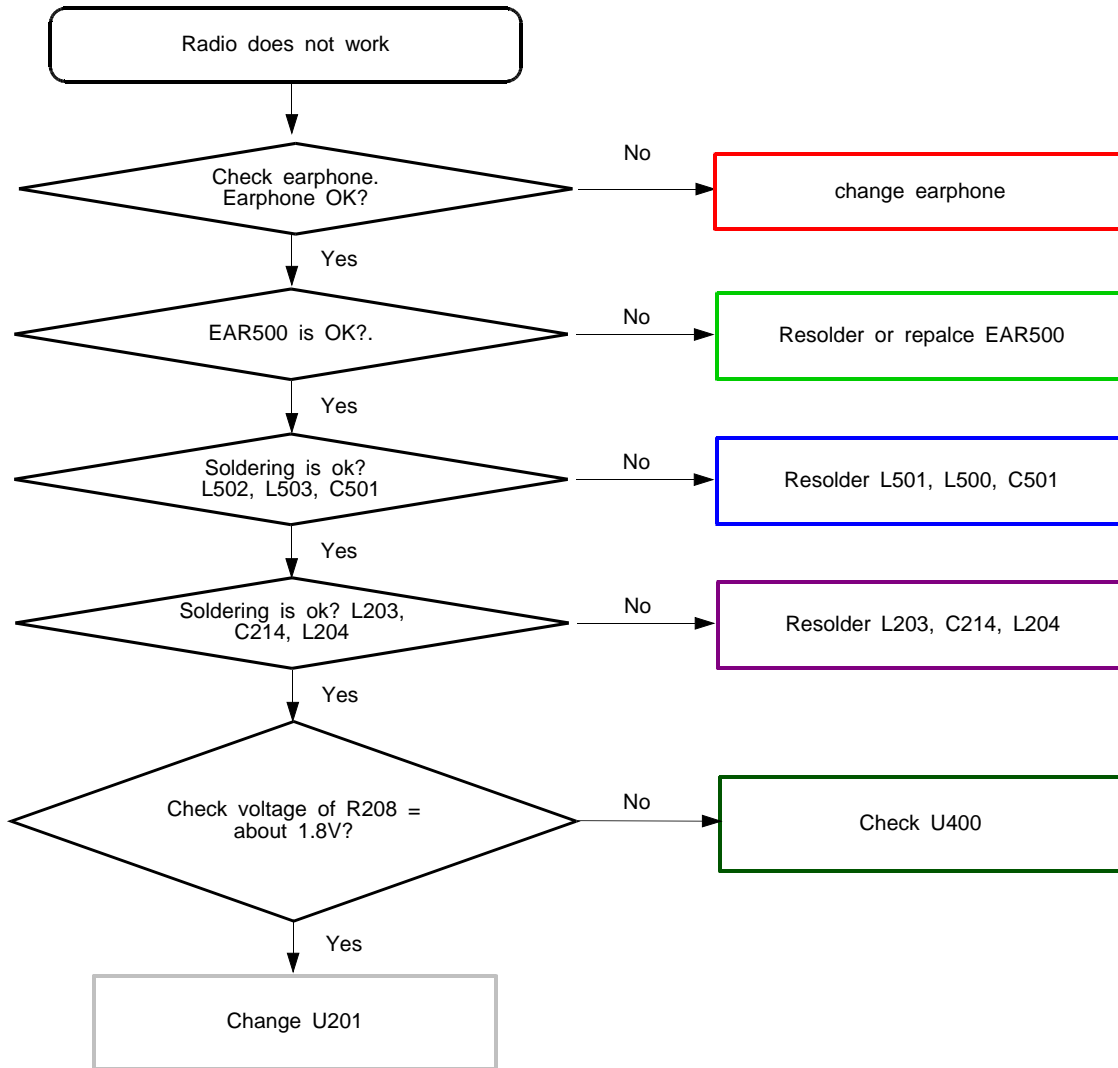 Radio does not work
Check earphone.
Earphone OK?
No
change earphone
Yes
EAR500 is OK?.
No
Resolder or repalce EAR500
Yes
Soldering is ok?
L502, L503, C501
No
Resolder L501, L500, C501
Yes
Soldering is ok? L203,
C214, L204
No
Resolder L203, C214, L204
Yes
Check voltage of R208 =
about 1.8V?
No
Check U400
Yes
Change U201